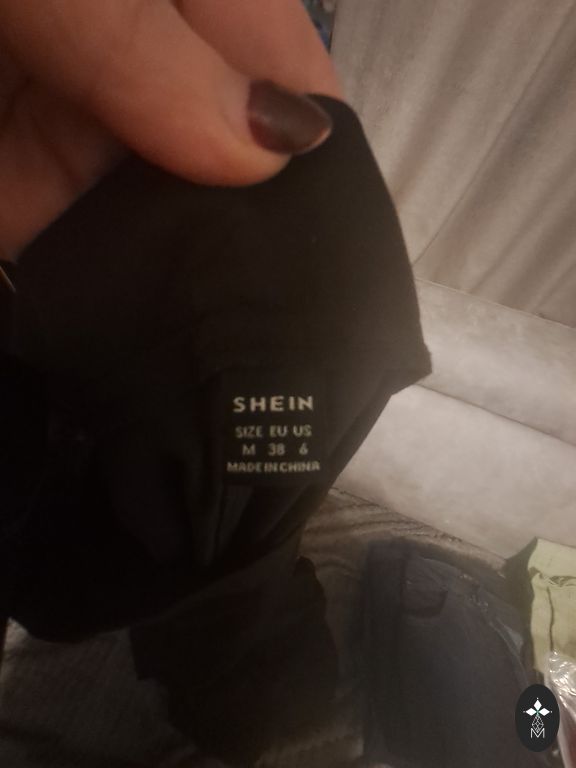 SHEIN
SIZE EU US
M 38 6
MADE IN CHINA
M